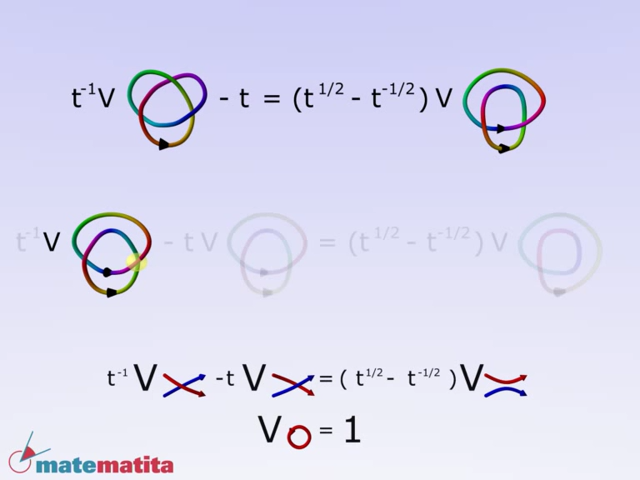 t⁻¹V - t = (t^1/2 - t^-1/2) V
t⁻¹V - t V = (t^1/2 - t^-1/2) V
t⁻¹ V - t V = ( t^1/2 - t^-1/2 ) V
V = 1
matematita